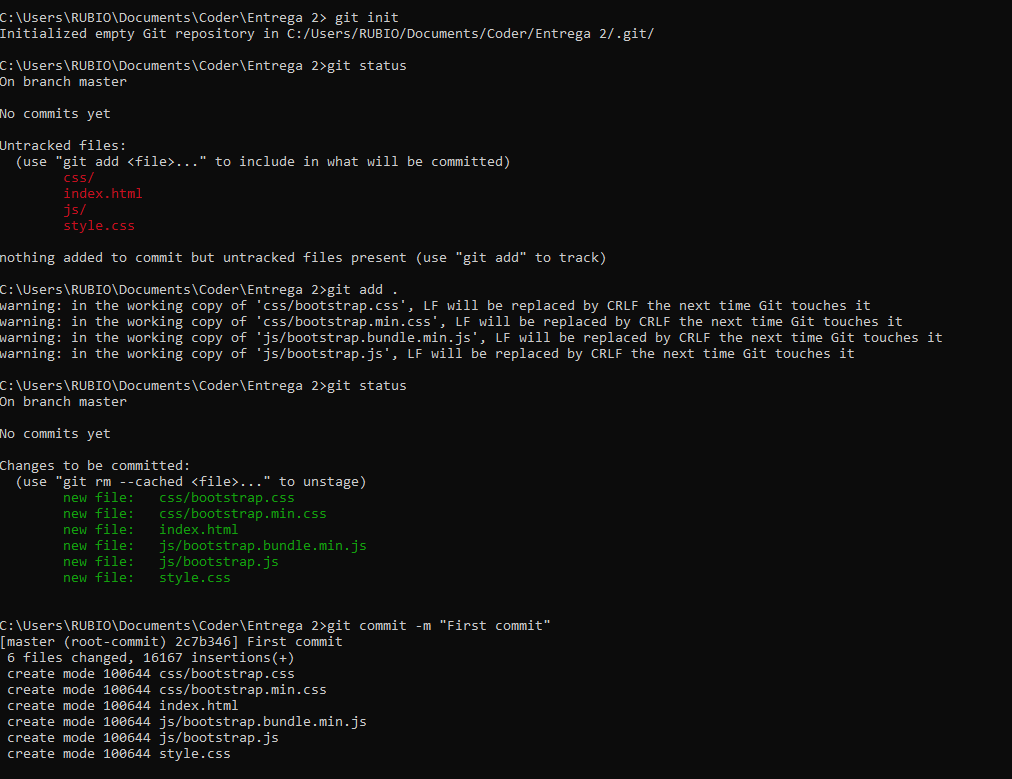 C:\Users\RUBIO\Documents\Coder\Entrega 2> git init
Initialized empty Git repository in C:/Users/RUBIO/Documents/Coder/Entrega 2/.git/
C:\Users\RUBIO\Documents\Coder\Entrega 2>git status
On branch master
No commits yet
Untracked files:
  (use "git add <file>..." to include in what will be committed)
        css/
        index.html
        js/
        style.css
nothing added to commit but untracked files present (use "git add" to track)
C:\Users\RUBIO\Documents\Coder\Entrega 2>git add .
warning: in the working copy of 'css/bootstrap.css', LF will be replaced by CRLF the next time Git touches it
warning: in the working copy of 'css/bootstrap.min.css', LF will be replaced by CRLF the next time Git touches it
warning: in the working copy of 'js/bootstrap.bundle.min.js', LF will be replaced by CRLF the next time Git touches it
warning: in the working copy of 'js/bootstrap.js', LF will be replaced by CRLF the next time Git touches it
C:\Users\RUBIO\Documents\Coder\Entrega 2>git status
On branch master
No commits yet
Changes to be committed:
  (use "git rm --cached <file>..." to unstage)
        new file:   css/bootstrap.css
        new file:   css/bootstrap.min.css
        new file:   index.html
        new file:   js/bootstrap.bundle.min.js
        new file:   js/bootstrap.js
        new file:   style.css
C:\Users\RUBIO\Documents\Coder\Entrega 2>git commit -m "First commit"
[master (root-commit) 2c7b346] First commit
 6 files changed, 16167 insertions(+)
 create mode 100644 css/bootstrap.css
 create mode 100644 css/bootstrap.min.css
 create mode 100644 index.html
 create mode 100644 js/bootstrap.bundle.min.js
 create mode 100644 js/bootstrap.js
 create mode 100644 style.css